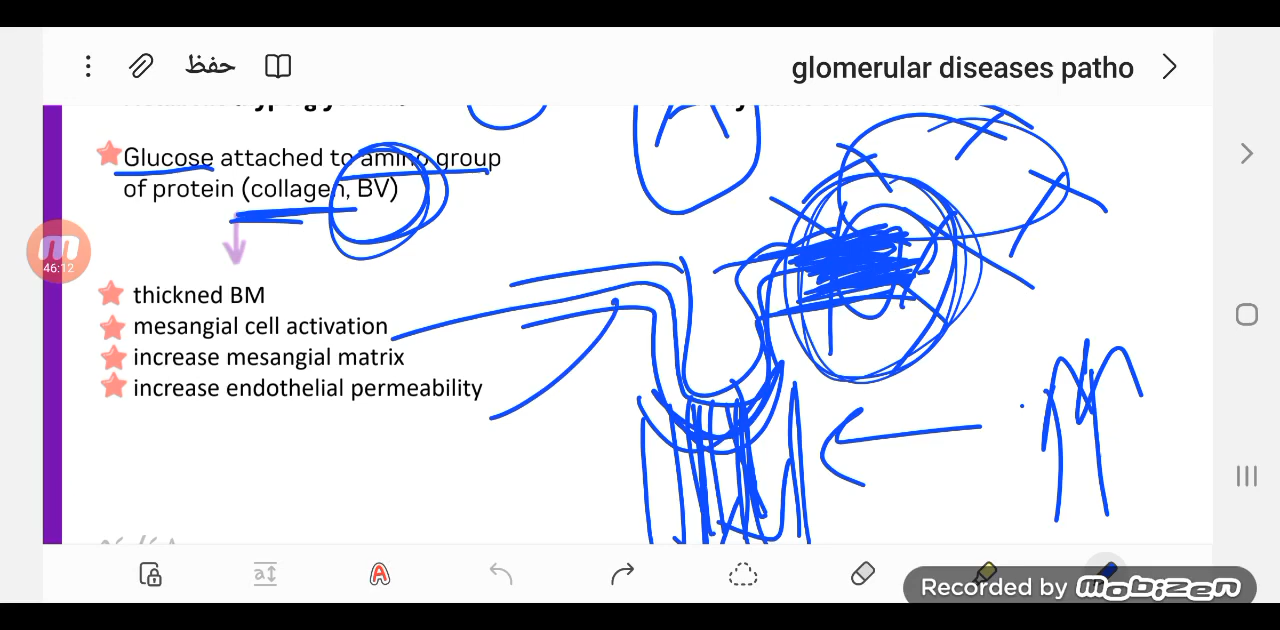 حفظ
glomerular diseases patho
Glucose attached to amino group
of protein (collagen, BV)
46:12
thickned BM
mesangial cell activation
increase mesangial matrix
increase endothelial permeability
Recorded by mobizen